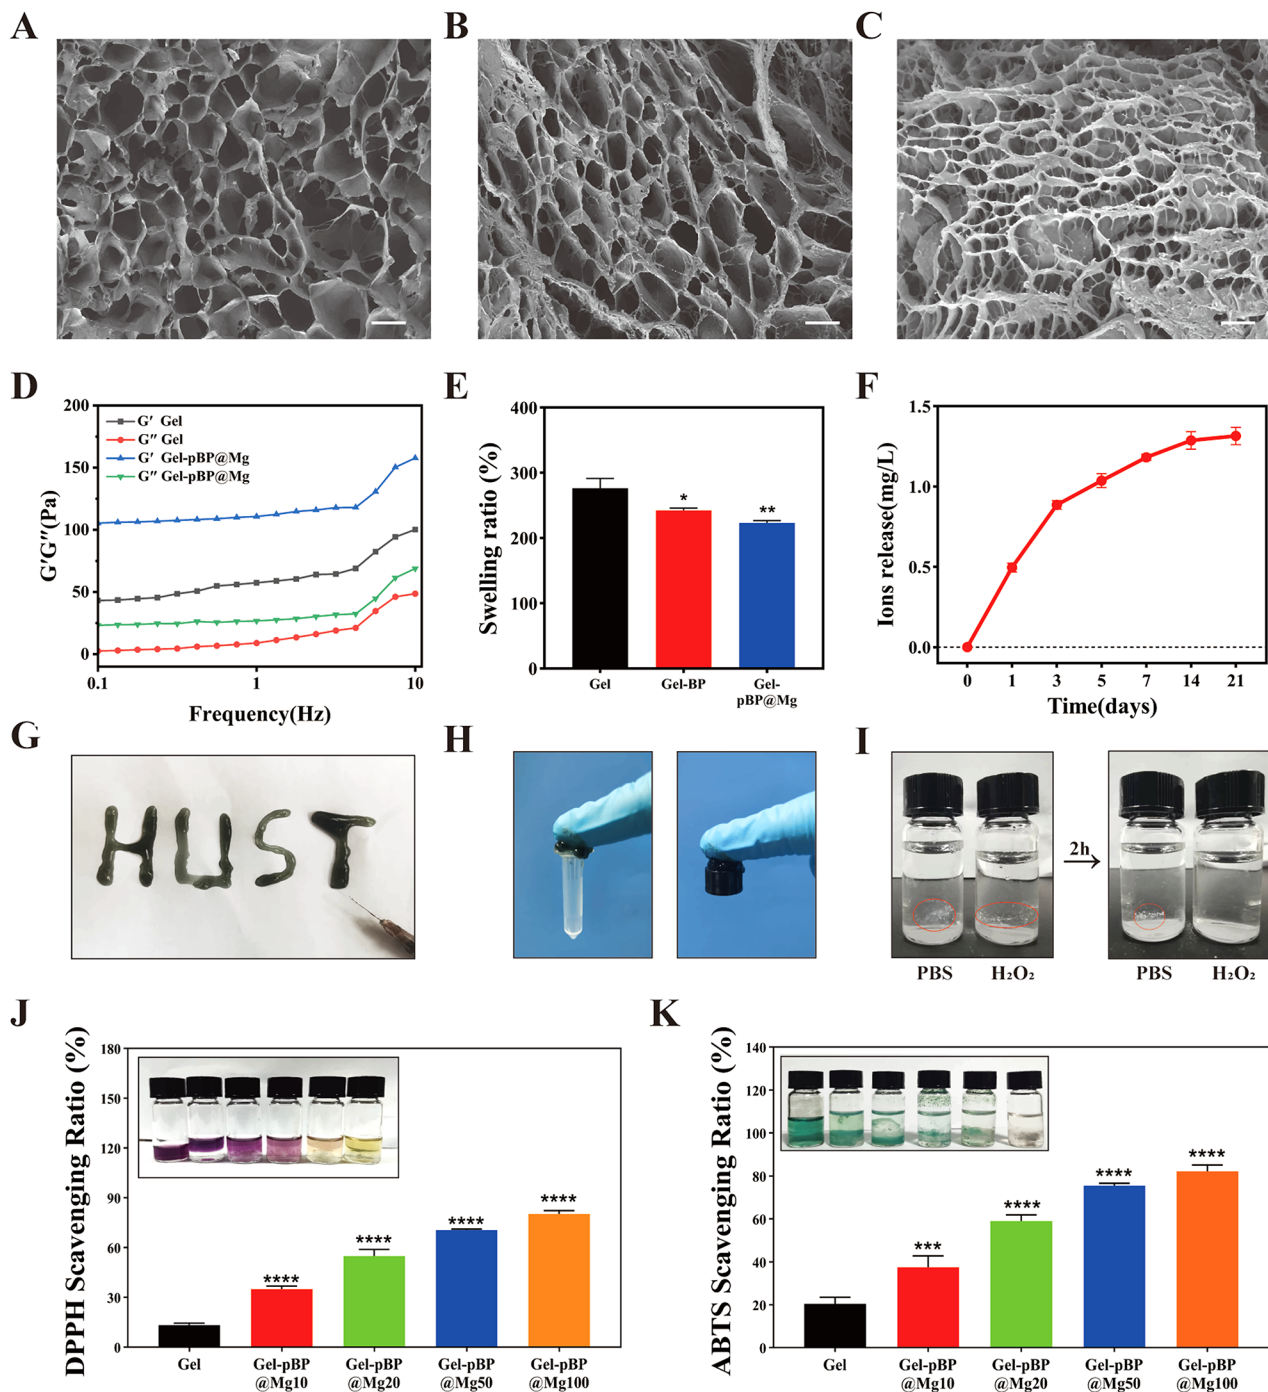 A
B
C
D
200
150
100
50
0
G′G″(Pa)
G′ Gel
G″ Gel
G′ Gel-pBP@Mg
G″ Gel-pBP@Mg
0.1
1
10
Frequency(Hz)
E
400
300
200
100
0
Swelling ratio (%)
*
**
Gel
Gel-BP
Gel-
pBP@Mg
F
1.5
1.0
0.5
0.0
Ions release(mg/L)
0 1 3 5 7 14 21
Time(days)
G
HUST
H
I
2h
PBS H₂O₂
PBS H₂O₂
J
180
150
120
90
60
30
0
DPPH Scavenging Ratio (%)
****
****
****
****
Gel
Gel-pBP
@Mg10
Gel-pBP
@Mg20
Gel-pBP
@Mg50
Gel-pBP
@Mg100
K
140
120
100
80
60
40
20
0
ABTS Scavenging Ratio (%)
***
****
****
****
Gel
Gel-pBP
@Mg10
Gel-pBP
@Mg20
Gel-pBP
@Mg50
Gel-pBP
@Mg100